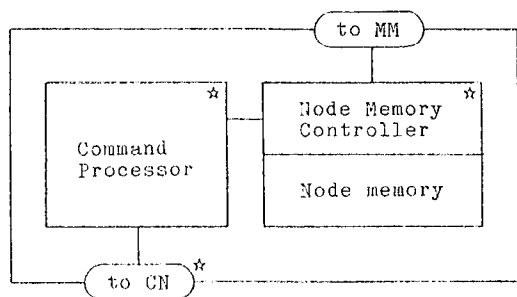 to MM
Command
Processor
Node Memory
Controller
Node memory
to CN